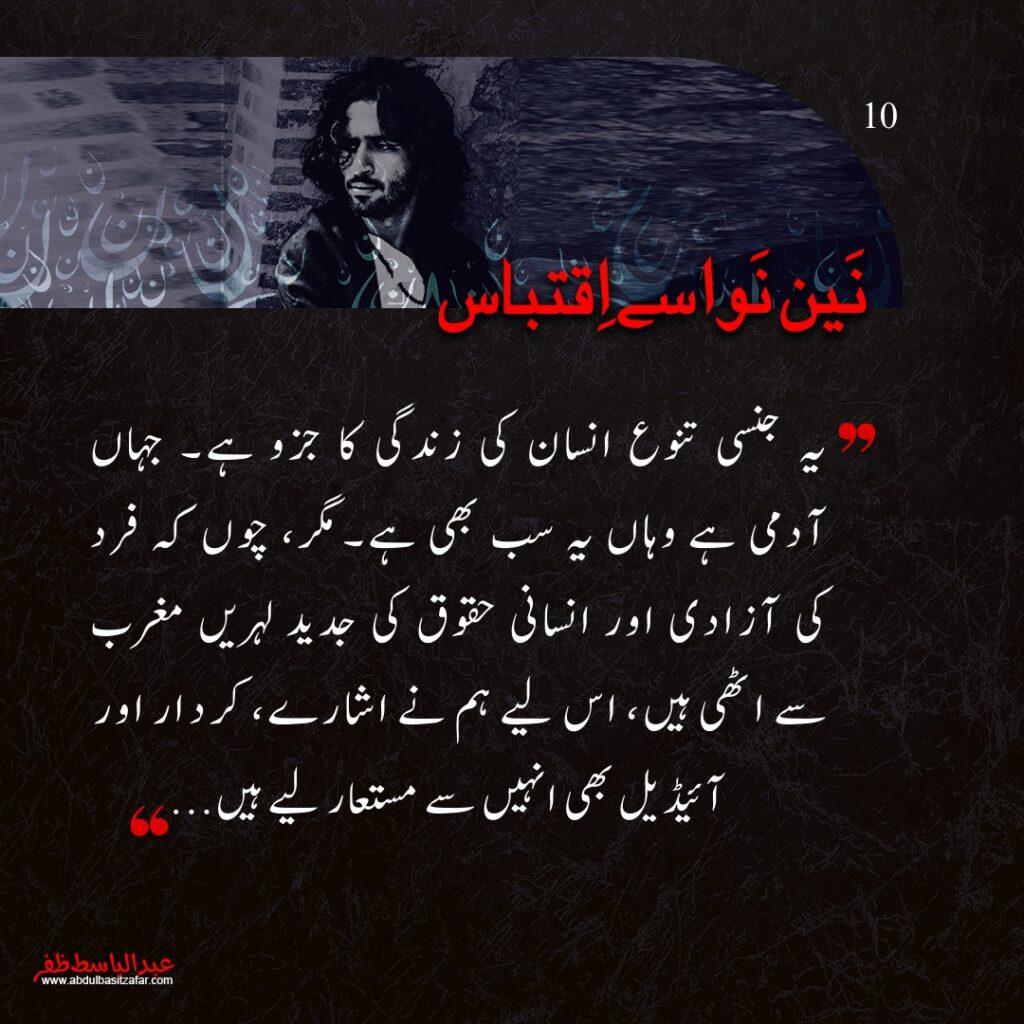 10
نَین نَوا سے اِقتباس
”یہ جنسی تنوع انسان کی زندگی کا جزو ہے۔ جہاں
آدمی ہے وہاں یہ سب بھی ہے۔ مگر، چوں کہ فرد
کی آزادی اور انسانی حقوق کی جدید لہریں مغرب
سے اٹھی ہیں، اس لیے ہم نے اشارے، کردار اور
آئیڈیل بھی انہیں سے مستعار لیے ہیں...“
عبدالباسط ظفر
www.abdulbasitzafar.com